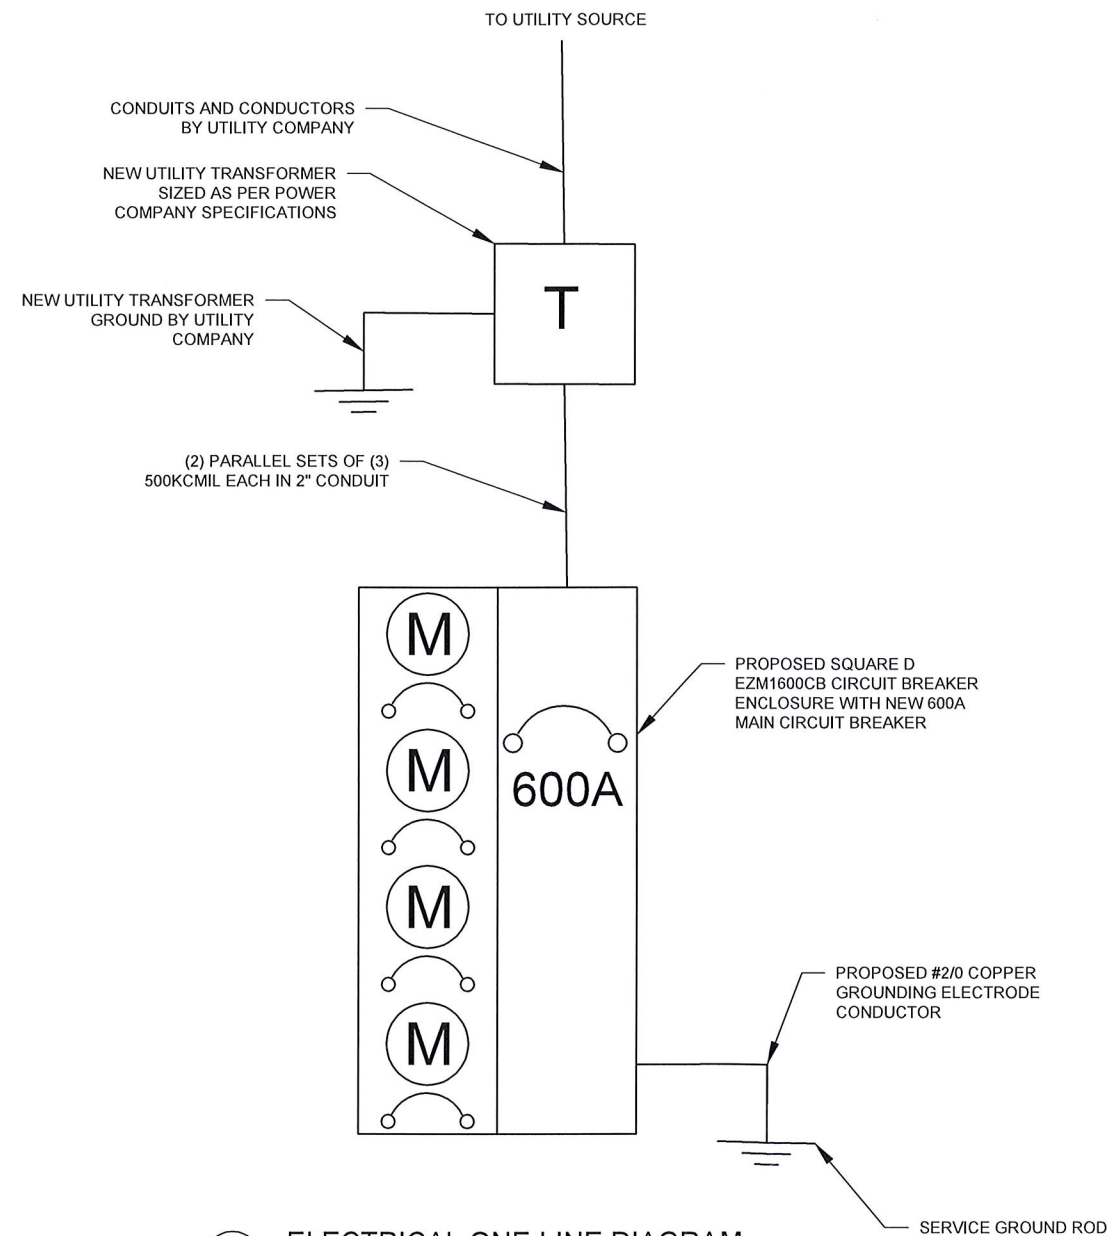 TO UTILITY SOURCE
CONDUITS AND CONDUCTORS
BY UTILITY COMPANY
NEW UTILITY TRANSFORMER
SIZED AS PER POWER
COMPANY SPECIFICATIONS
T
NEW UTILITY TRANSFORMER
GROUND BY UTILITY
COMPANY
(2) PARALLEL SETS OF (3)
500KCMIL EACH IN 2" CONDUIT
M
M
M
M
600A
PROPOSED SQUARE D
EZM1600CB CIRCUIT BREAKER
ENCLOSURE WITH NEW 600A
MAIN CIRCUIT BREAKER
PROPOSED #2/0 COPPER
GROUNDING ELECTRODE
CONDUCTOR
SERVICE GROUND ROD
ELECTRICAL ONE LINE DIAGRAM